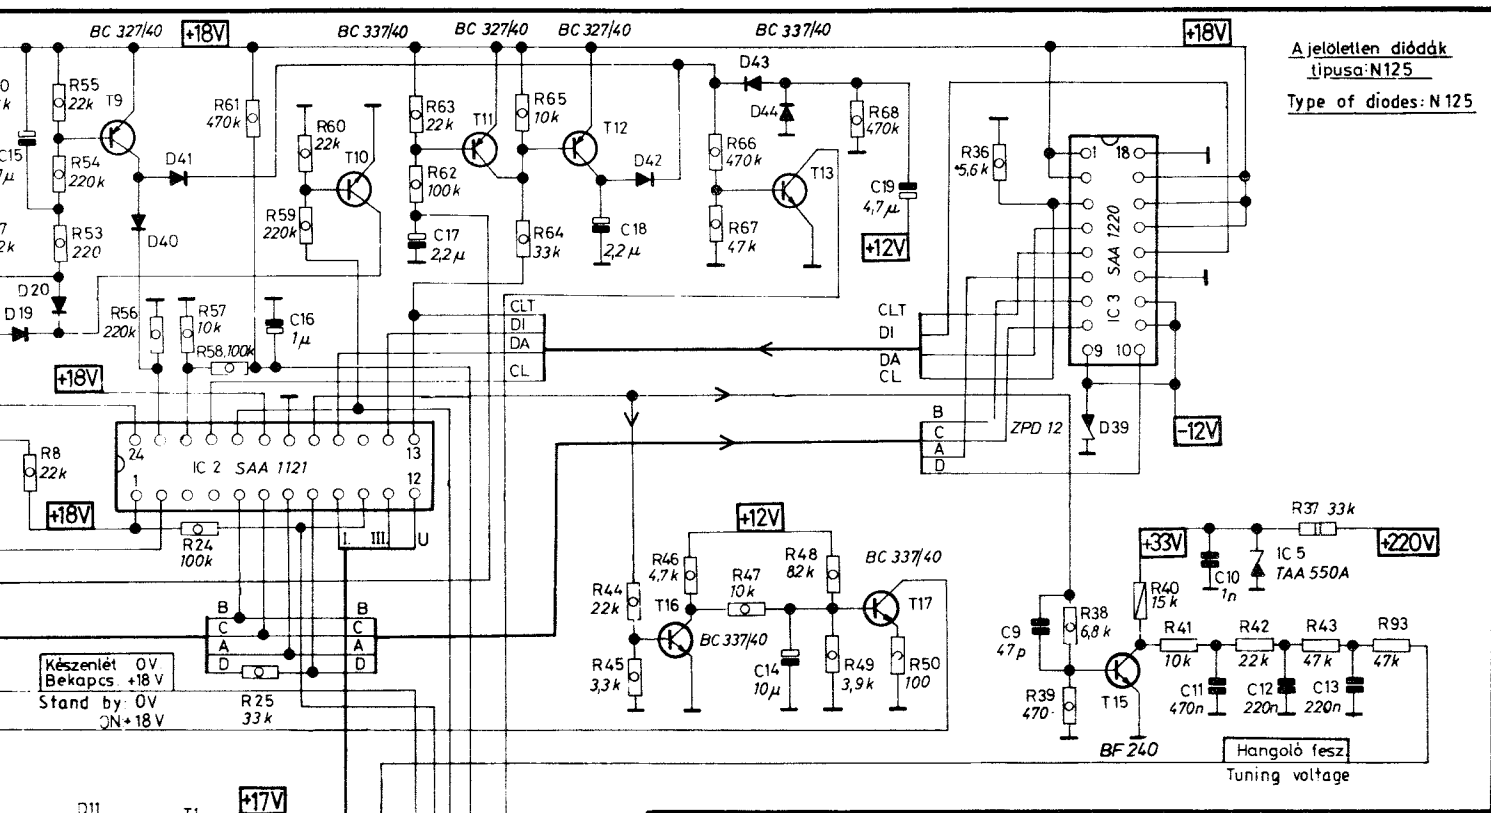 BC 327/40
+18V
BC 337/40
BC 327/40
BC 327/40
BC 337/40
+18V
A jelöletlen diódák
tipusa: N125
Type of diodes: N 125
R55
22k
T9
R61
470k
R60
22k
T10
R63
22k
T11
R65
10k
T12
D43
D44
R68
470k
C15
R54
220k
D41
R62
100k
D42
R66
470k
T13
R36
*5,6k
1
18
R59
220k
C19
4,7µ
R53
220
D40
C17
2,2µ
R64
33k
C18
2,2µ
R67
47k
+12V
IC 3 SAA 1220
D20
D19
R56
220k
R57
10k
C16
1µ
R58,100k
CLT
DI
DA
CL
CLT
DI
DA
CL
9
10
+18V
B
C
A
D
ZPD 12
D39
-12V
R8
22k
24
13
IC 2 SAA 1121
1
12
+18V
R24
100k
I.
III.
U
+12V
R46
4,7k
R47
10k
R48
82k
BC 337/40
R44
22k
T16
BC 337/40
T17
R45
3,3k
C14
10µ
R49
3,9k
R50
100
R37 33k
+33V
+220V
C10
1n
IC 5
TAA 550A
R40
15k
C9
47p
R38
6,8k
R41
10k
R42
22k
R43
47k
R93
47k
R39
470
T15
C11
470n
C12
220n
C13
220n
BF 240
B
C
A
D
B
C
A
D
Készenlét 0V
Bekapcs. +18V
Stand by: 0V
ON:+18V
R25
33k
Hangoló fesz
Tuning voltage
D11
+17V